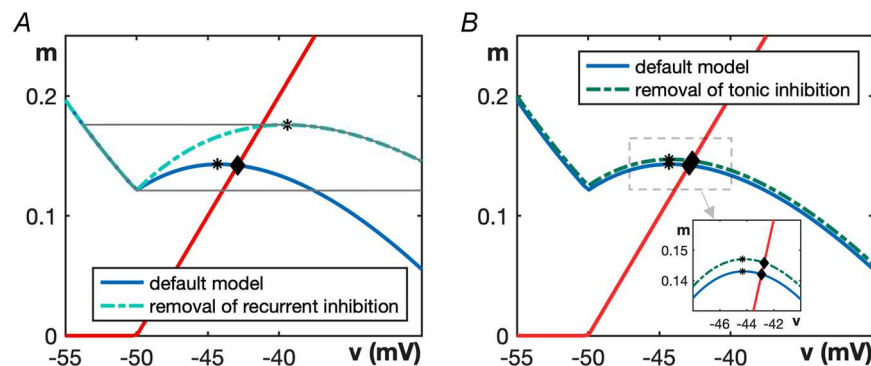 A
m
0.2
0.1
0
default model
removal of recurrent inhibition
-55
-50
-45
-40
v (mV)
B
m
0.2
0.1
0
default model
removal of tonic inhibition
m
0.15
0.14
-46
-44
-42
v
-55
-50
-45
-40
v (mV)